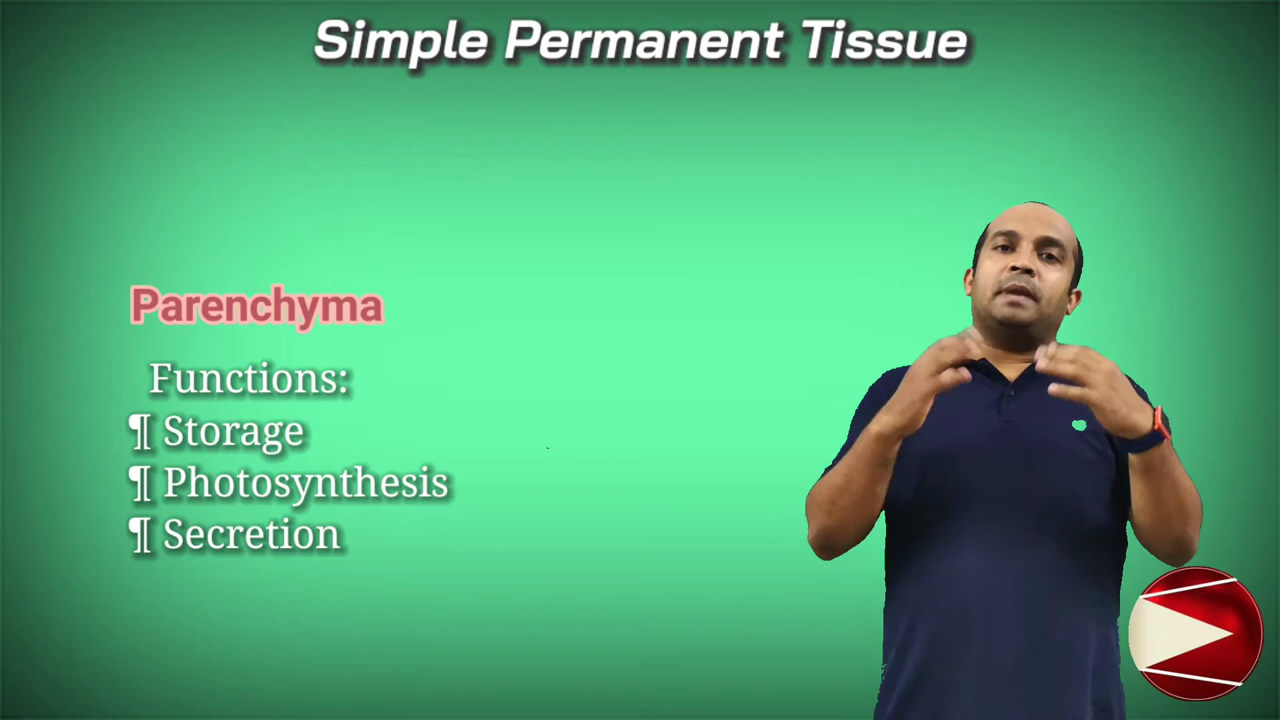 Simple Permanent Tissue
Parenchyma
Functions:
¶ Storage
¶ Photosynthesis
¶ Secretion